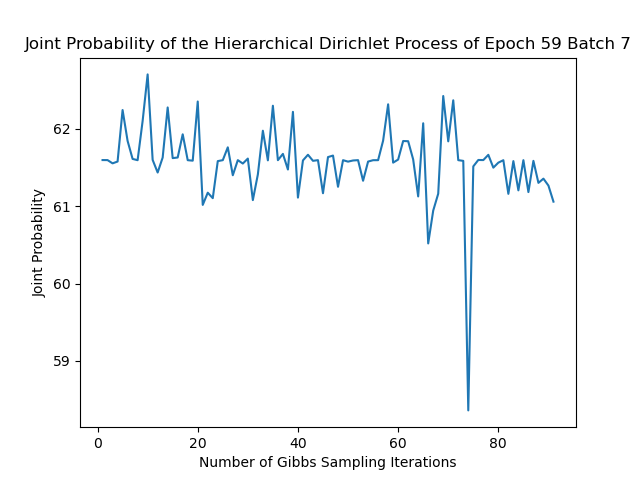 Joint Probability of the Hierarchical Dirichlet Process of Epoch 59 Batch 7
62
61
60
59
Joint Probability
0 20 40 60 80
Number of Gibbs Sampling Iterations